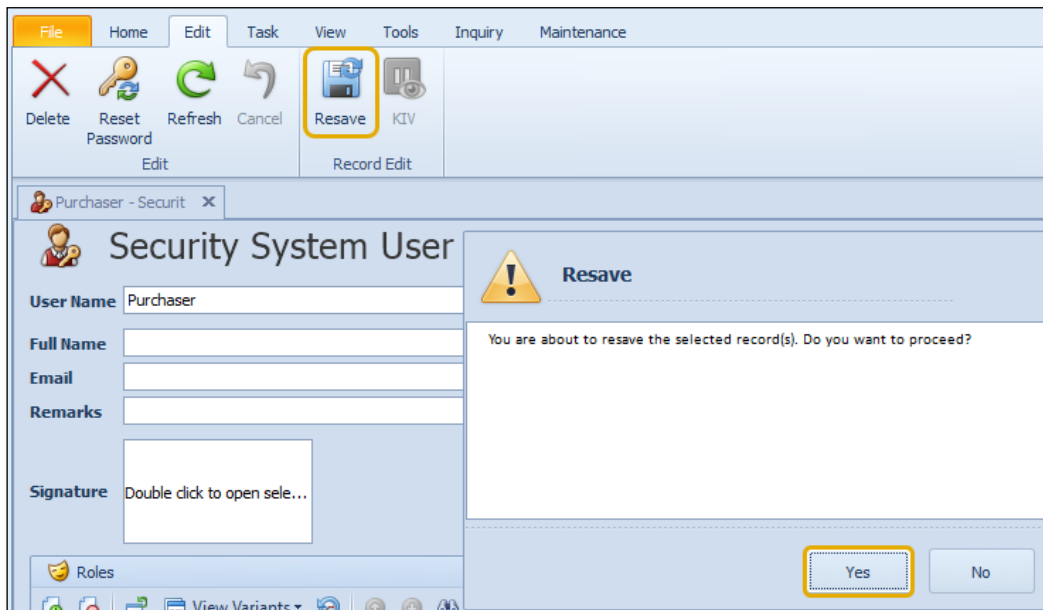 File Home Edit Task View Tools Inquiry Maintenance
Delete Reset Password Refresh Cancel Resave KIV
Edit Record Edit
Purchaser - Securit
Security System User
Resave
User Name Purchaser
You are about to resave the selected record(s). Do you want to proceed?
Full Name
Email
Remarks
Signature Double click to open sele...
Roles
Yes No
View Variants